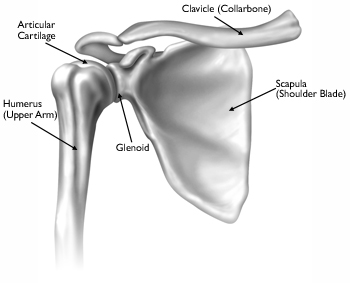 Clavicle (Collarbone)
Articular
Cartilage
Scapula
(Shoulder Blade)
Humerus
(Upper Arm)
Glenoid